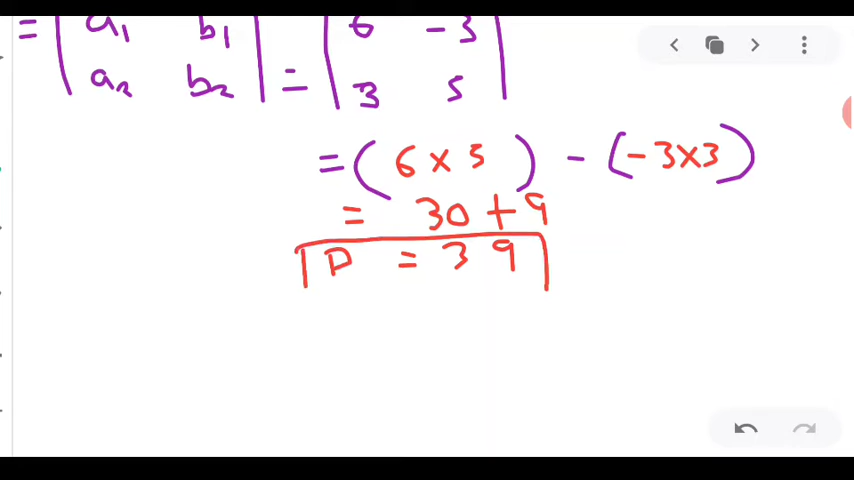 = | a₁ b₁ | | 6 -3 |
| a₂ b₂ | = | 3 5 |
= ( 6 × 5 ) - ( - 3 × 3 )
= 30 + 9
D = 39